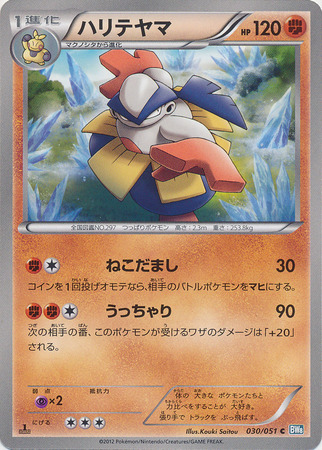 1進化 ハリテヤマ HP120
マクノシタから進化
全国図鑑NO.297 つっぱりポケモン 高さ:2.3m 重さ:253.8kg
ねこだまし 30
コインを1回投げオモテなら、相手のバトルポケモンをマヒにする。
うっちゃり 90
次の相手の番、このポケモンが受けるワザのダメージは「+20」
される。
弱点 ×2 抵抗力
にげる
体の 大きな ポケモンたちと
力比べをすることが 大好き。
張り手で トラックを ぶっ飛ばす。
Illus. Kouki Saitou 030/051 C
©2012 Pokémon/Nintendo/Creatures/GAME FREAK.